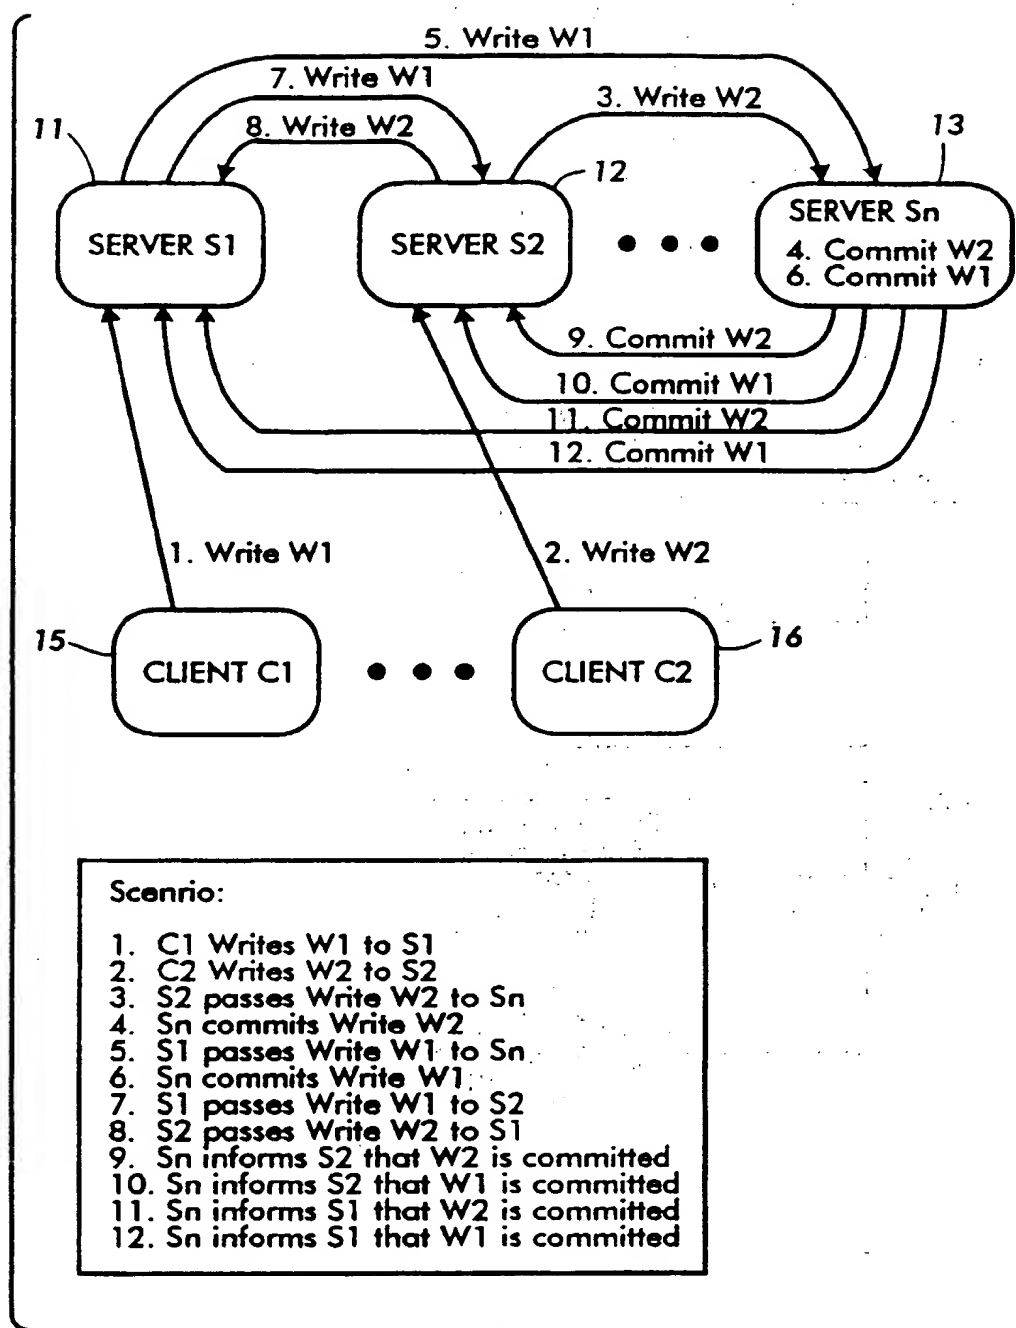 5. Write W1
7. Write W1
3. Write W2
8. Write W2
11
12
13
SERVER S1
SERVER S2
SERVER Sn
4. Commit W2
6. Commit W1
9. Commit W2
10. Commit W1
11. Commit W2
12. Commit W1
1. Write W1
2. Write W2
15
16
CLIENT C1
CLIENT C2
Scenrio:
1. C1 Writes W1 to S1
2. C2 Writes W2 to S2
3. S2 passes Write W2 to Sn
4. Sn commits Write W2
5. S1 passes Write W1 to Sn
6. Sn commits Write W1
7. S1 passes Write W1 to S2
8. S2 passes Write W2 to S1
9. Sn informs S2 that W2 is committed
10. Sn informs S2 that W1 is committed
11. Sn informs S1 that W2 is committed
12. Sn informs S1 that W1 is committed